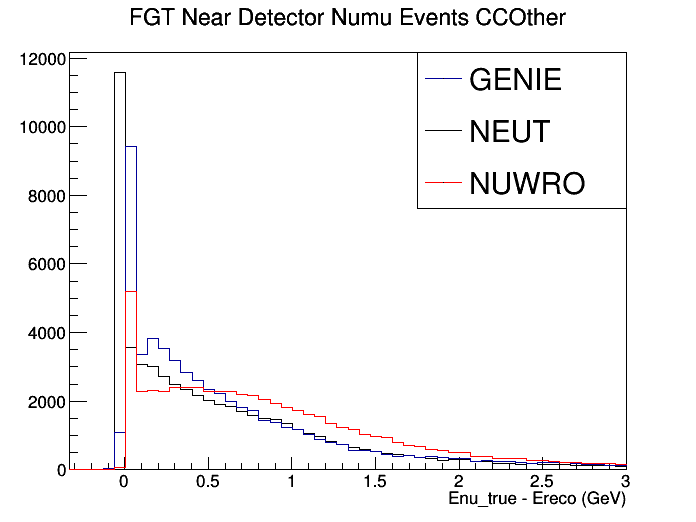 FGT Near Detector Numu Events CCOther
12000
10000
8000
6000
4000
2000
0
GENIE
NEUT
NUWRO
0 0.5 1 1.5 2 2.5 3
Enu_true - Ereco (GeV)